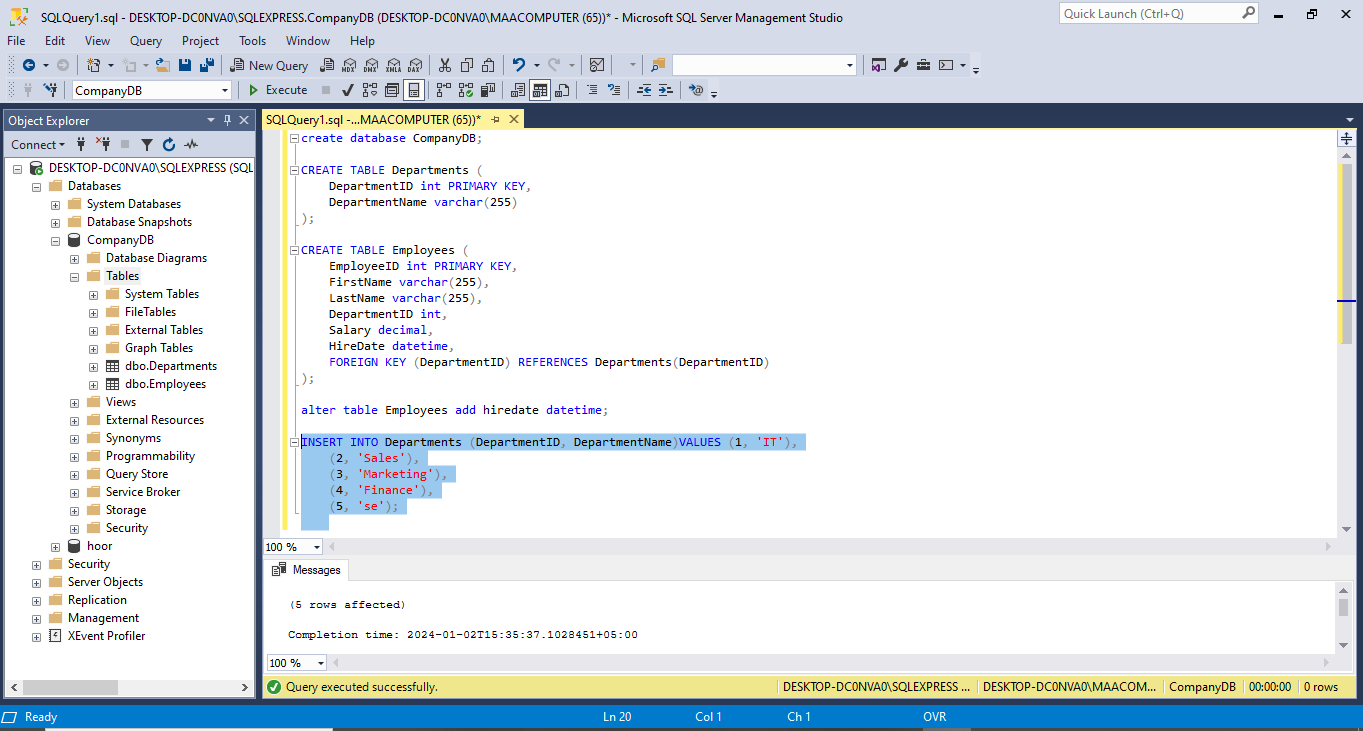 SQLQuery1.sql - DESKTOP-DC0NVA0\SQLEXPRESS.CompanyDB (DESKTOP-DC0NVA0\MAACOMPUTER (65))* - Microsoft SQL Server Management Studio
Quick Launch (Ctrl+Q)
File Edit View Query Project Tools Window Help
New Query MDX DMX XMLA DAX
CompanyDB Execute
Object Explorer
Connect
DESKTOP-DC0NVA0\SQLEXPRESS (SQL
Databases
System Databases
Database Snapshots
CompanyDB
Database Diagrams
Tables
System Tables
FileTables
External Tables
Graph Tables
dbo.Departments
dbo.Employees
Views
External Resources
Synonyms
Programmability
Query Store
Service Broker
Storage
Security
hoor
Security
Server Objects
Replication
Management
XEvent Profiler
SQLQuery1.sql -...MAACOMPUTER (65))*
create database CompanyDB;
CREATE TABLE Departments (
DepartmentID int PRIMARY KEY,
DepartmentName varchar(255)
);
CREATE TABLE Employees (
EmployeeID int PRIMARY KEY,
FirstName varchar(255),
LastName varchar(255),
DepartmentID int,
Salary decimal,
HireDate datetime,
FOREIGN KEY (DepartmentID) REFERENCES Departments(DepartmentID)
);
alter table Employees add hiredate datetime;
INSERT INTO Departments (DepartmentID, DepartmentName)VALUES (1, 'IT'),
(2, 'Sales'),
(3, 'Marketing'),
(4, 'Finance'),
(5, 'se');
100 %
Messages
(5 rows affected)
Completion time: 2024-01-02T15:35:37.1028451+05:00
100 %
Query executed successfully. DESKTOP-DC0NVA0\SQLEXPRESS ... DESKTOP-DC0NVA0\MAACOM... CompanyDB 00:00:00 0 rows
Ready Ln 20 Col 1 Ch 1 OVR